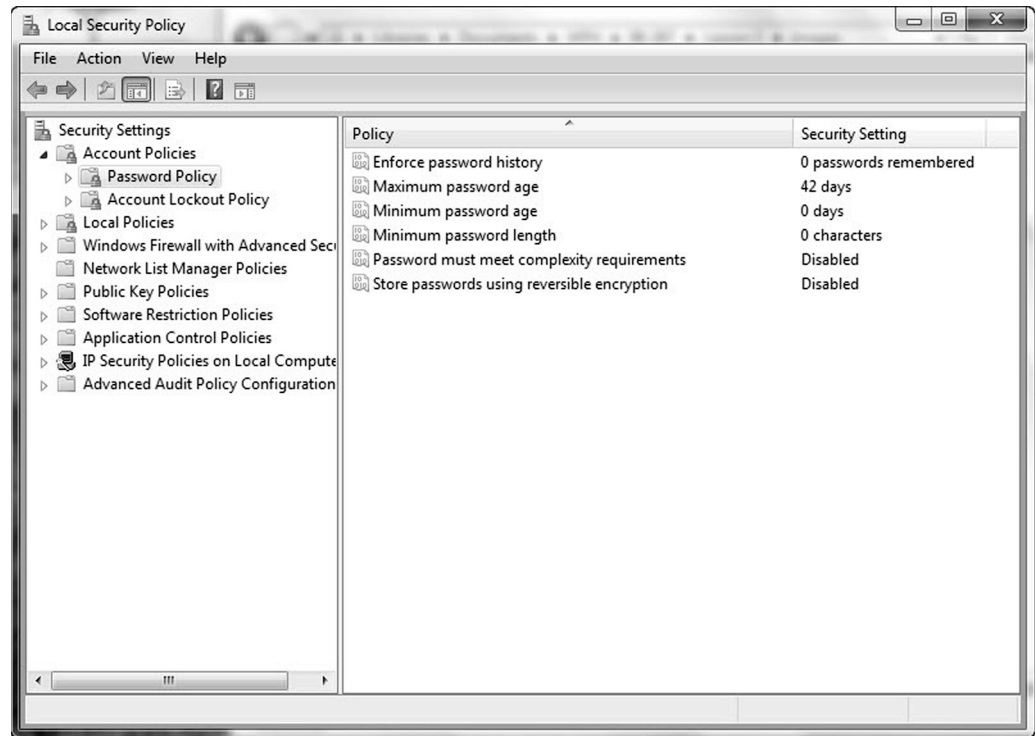 Local Security Policy
File Action View Help
Security Settings
Account Policies
Password Policy
Account Lockout Policy
Local Policies
Windows Firewall with Advanced Secu
Network List Manager Policies
Public Key Policies
Software Restriction Policies
Application Control Policies
IP Security Policies on Local Compute
Advanced Audit Policy Configuration
Policy Security Setting
Enforce password history 0 passwords remembered
Maximum password age 42 days
Minimum password age 0 days
Minimum password length 0 characters
Password must meet complexity requirements Disabled
Store passwords using reversible encryption Disabled